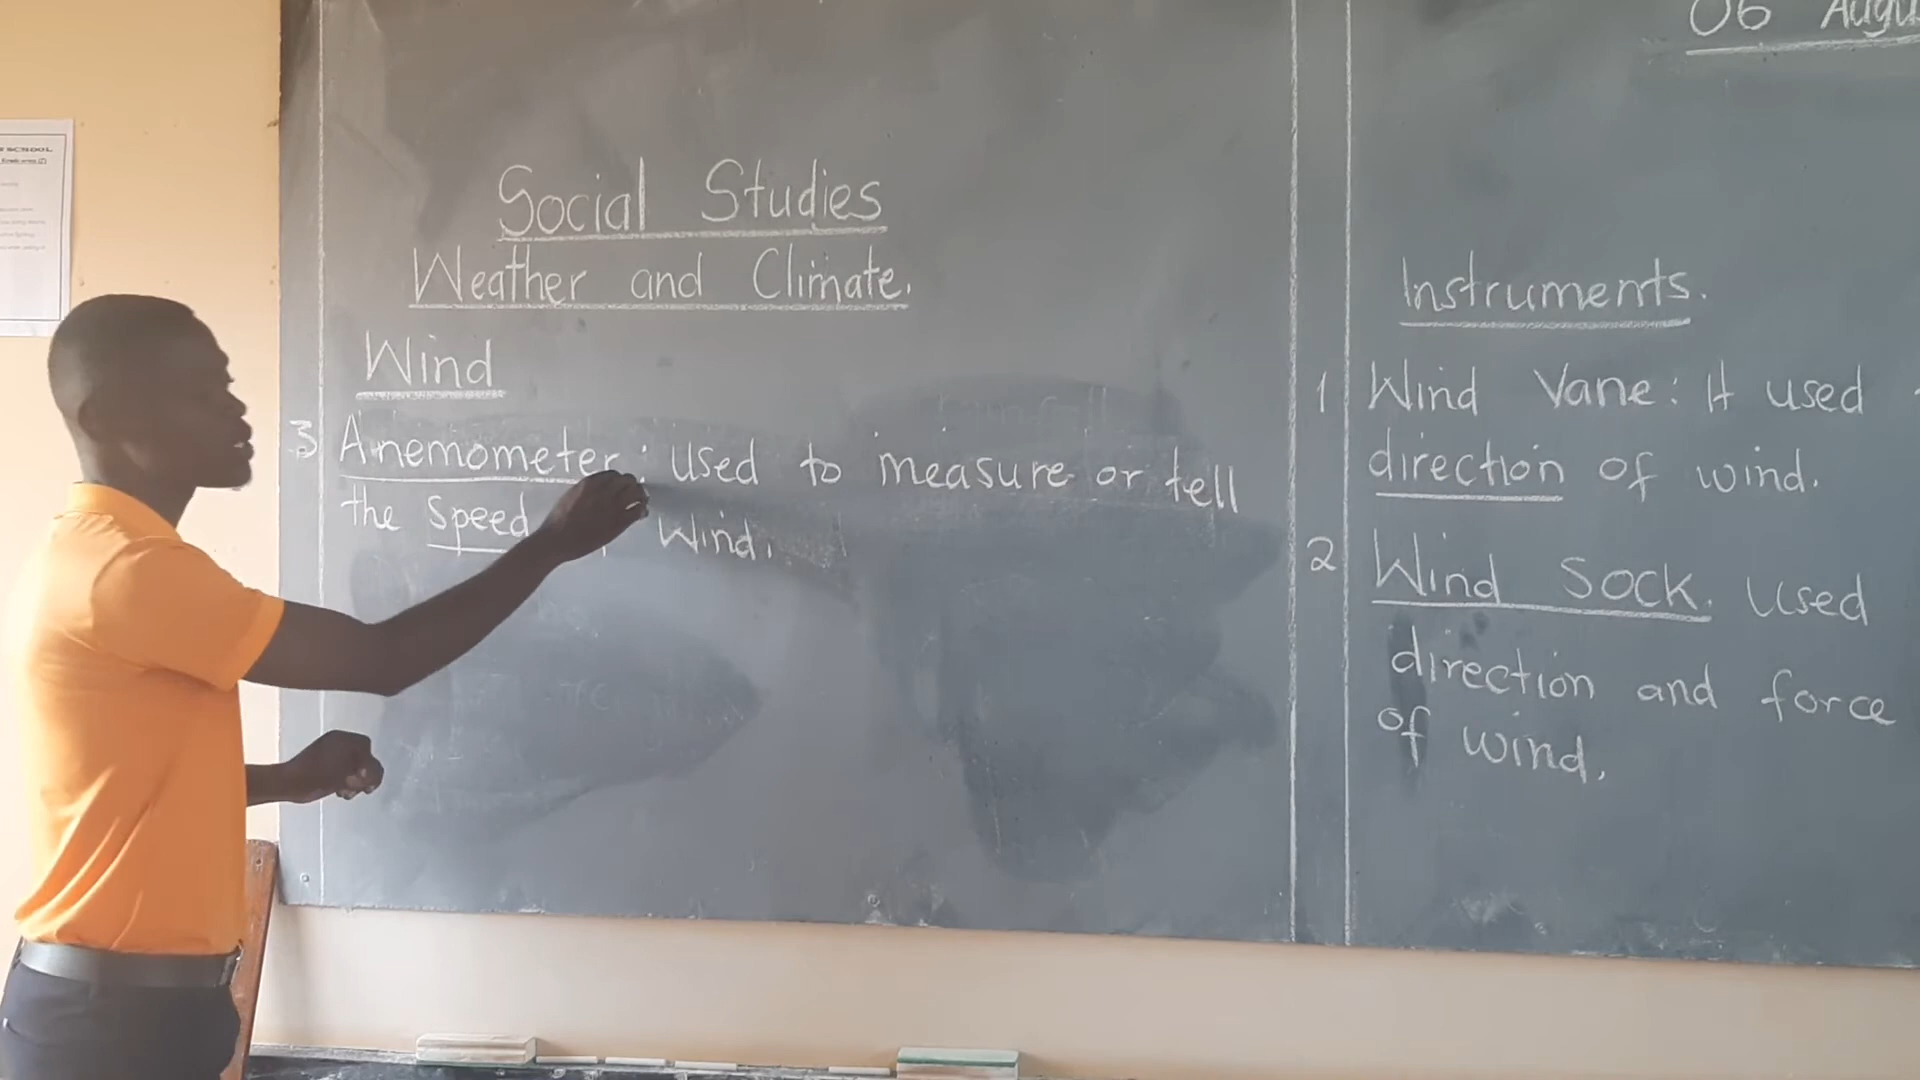 SCHOOL
06 Augu
Social Studies
Weather and Climate.
Wind
3 Anemometer: used to measure or tell
the speed Wind.
Instruments.
1 Wind Vane: It used
direction of wind.
2 Wind Sock. Used
direction and force
of wind.